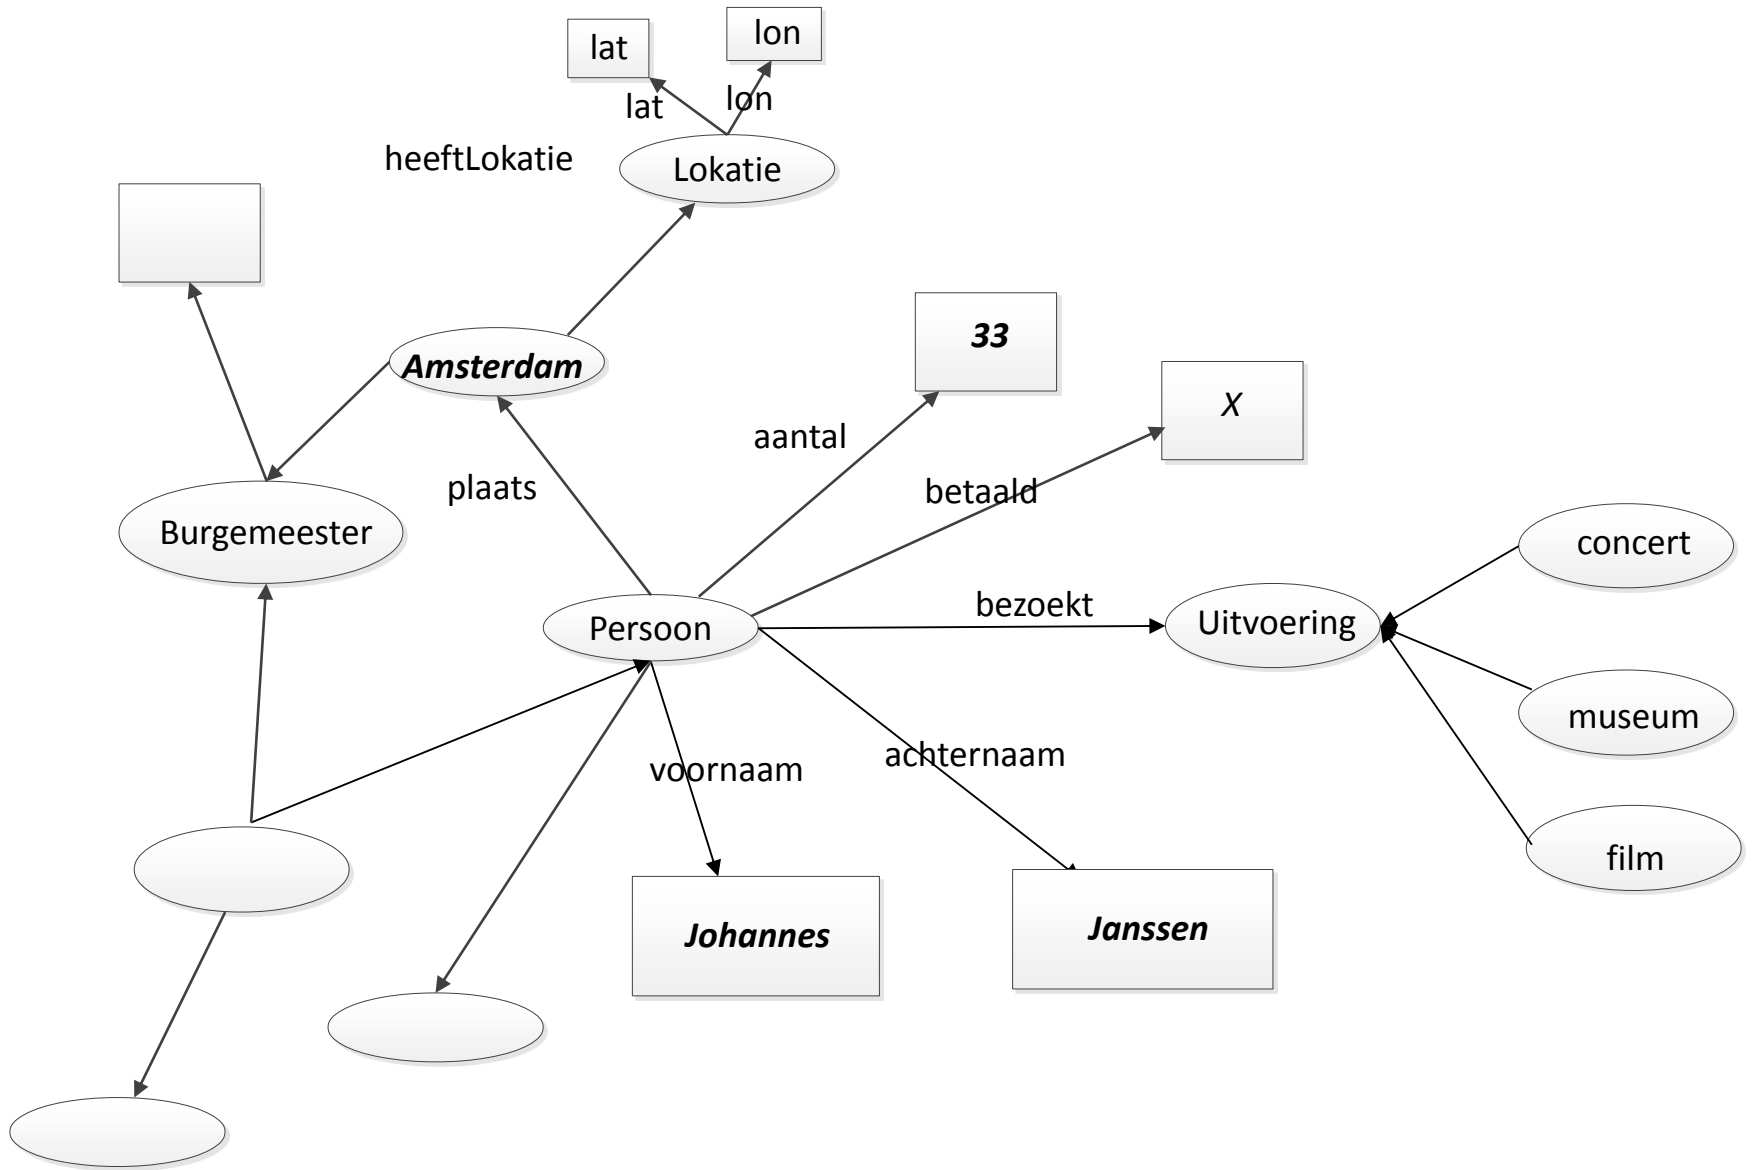 lon
lat
lat
lon
heeftLokatie
Lokatie
33
Amsterdam
X
aantal
plaats
betaald
Burgemeester
concert
bezoekt
Persoon
Uitvoering
museum
achternaam
voornaam
film
Johannes
Janssen